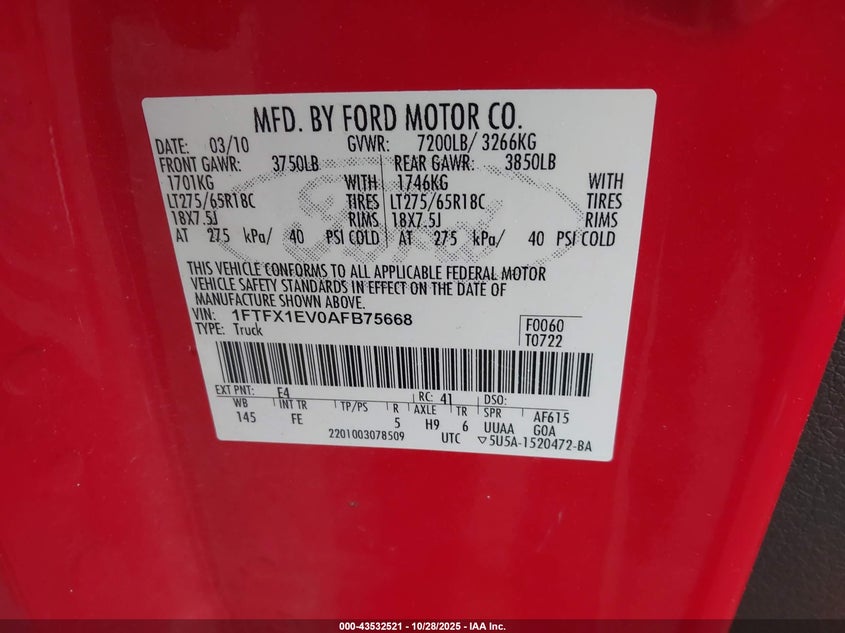 MFD. BY FORD MOTOR CO.
DATE: 03/10 GVWR: 7200LB/ 3266KG
FRONT GAWR: 3750LB REAR GAWR: 3850LB
1701KG WITH 1746KG WITH
LT275/65R18C TIRES LT275/65R18C TIRES
18X7.5J RIMS 18X7.5J RIMS
AT 275 kPa/ 40 PSI COLD AT 275 kPa/ 40 PSI COLD
THIS VEHICLE CONFORMS TO ALL APPLICABLE FEDERAL MOTOR
VEHICLE SAFETY STANDARDS IN EFFECT ON THE DATE OF
MANUFACTURE SHOWN ABOVE.
VIN: 1FTFX1EV0AFB75668 F0060
TYPE: Truck T0722
EXT PNT: E4 RC: 41 DSO:
WB INT TR TP/PS R AXLE TR SPR AF615
145 FE 5 H9 6 UUAA GOA
2201003078509 UTC ▽5U5A-1520472-BA
000-43532521 | 10/28/2025 - IAA Inc.